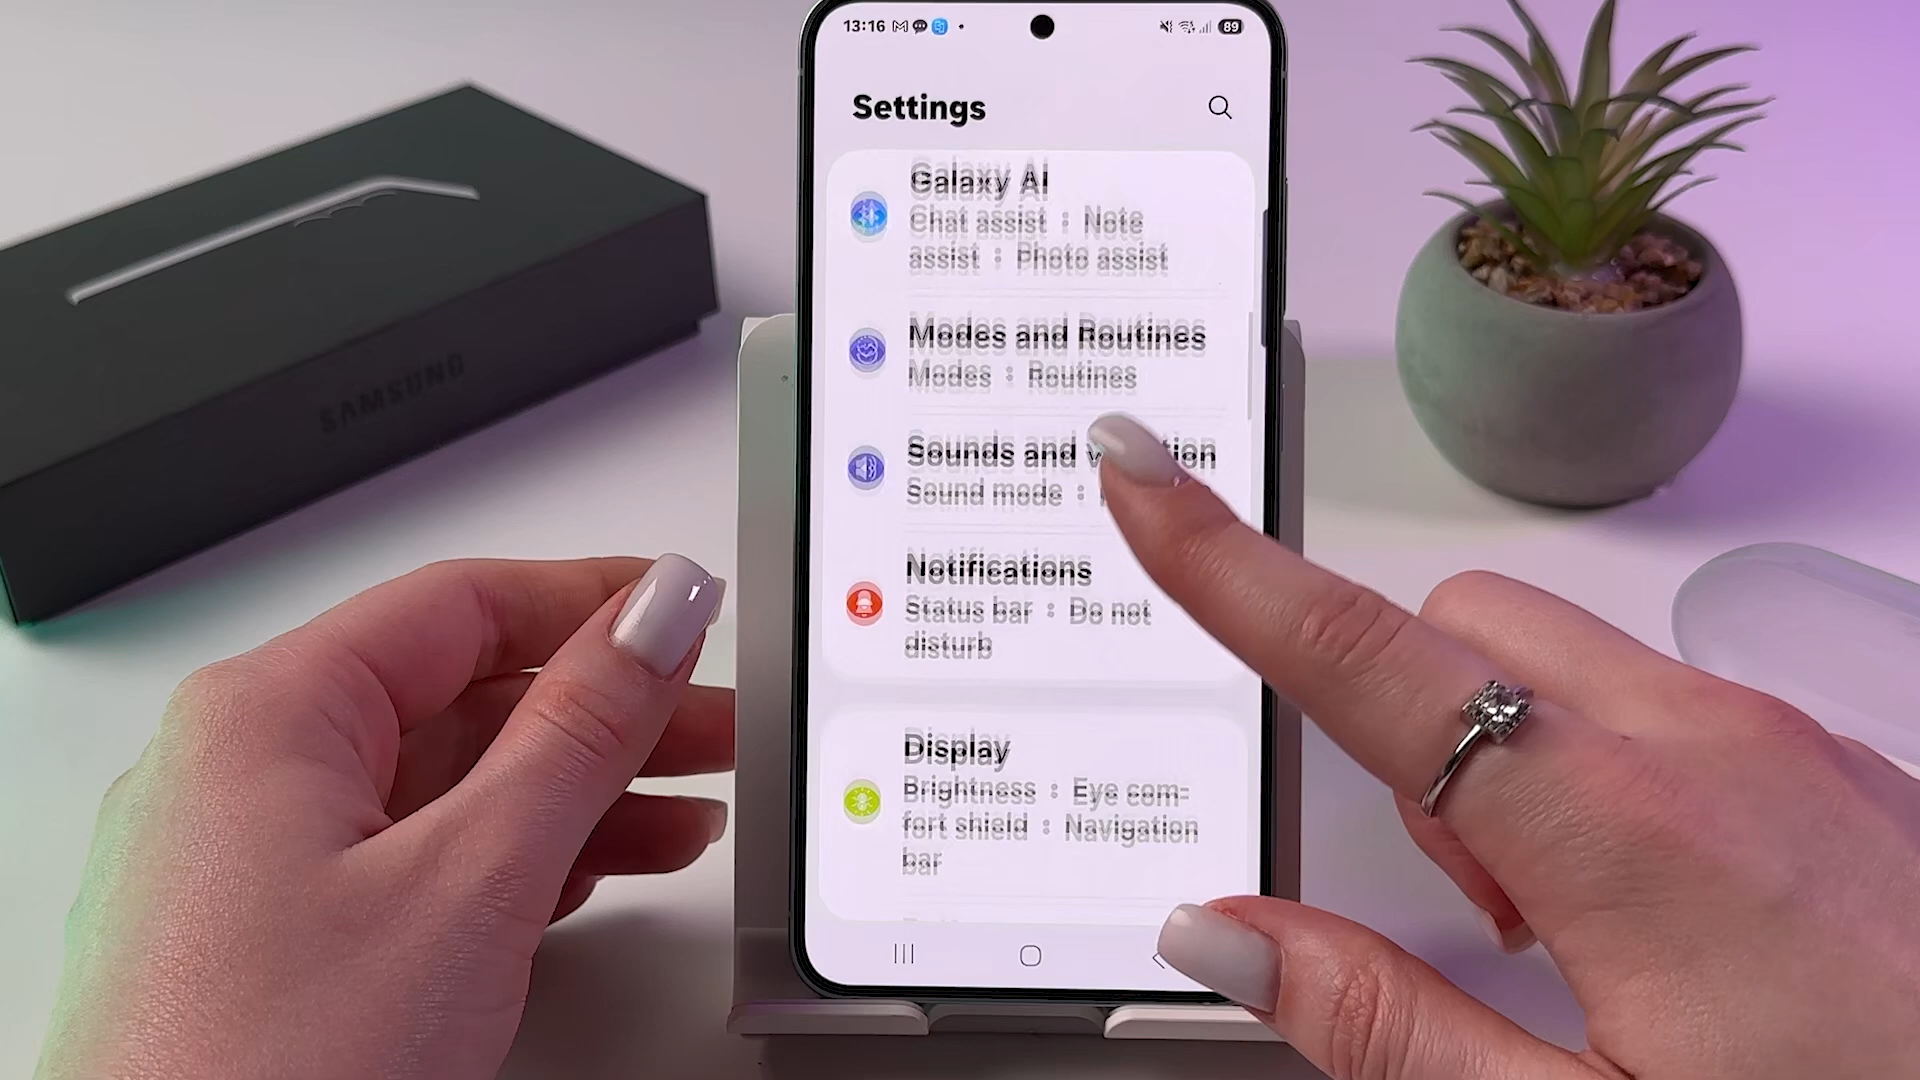 13:16
89
Settings
Galaxy AI
Chat assist : Note
assist : Photo assist
Modes and Routines
Modes : Routines
Sounds and
Sound mode :
Notifications
Status bar : Do not
disturb
Display
Brightness : Eye com-
fort shield : Navigation
bar
SAMSUNG